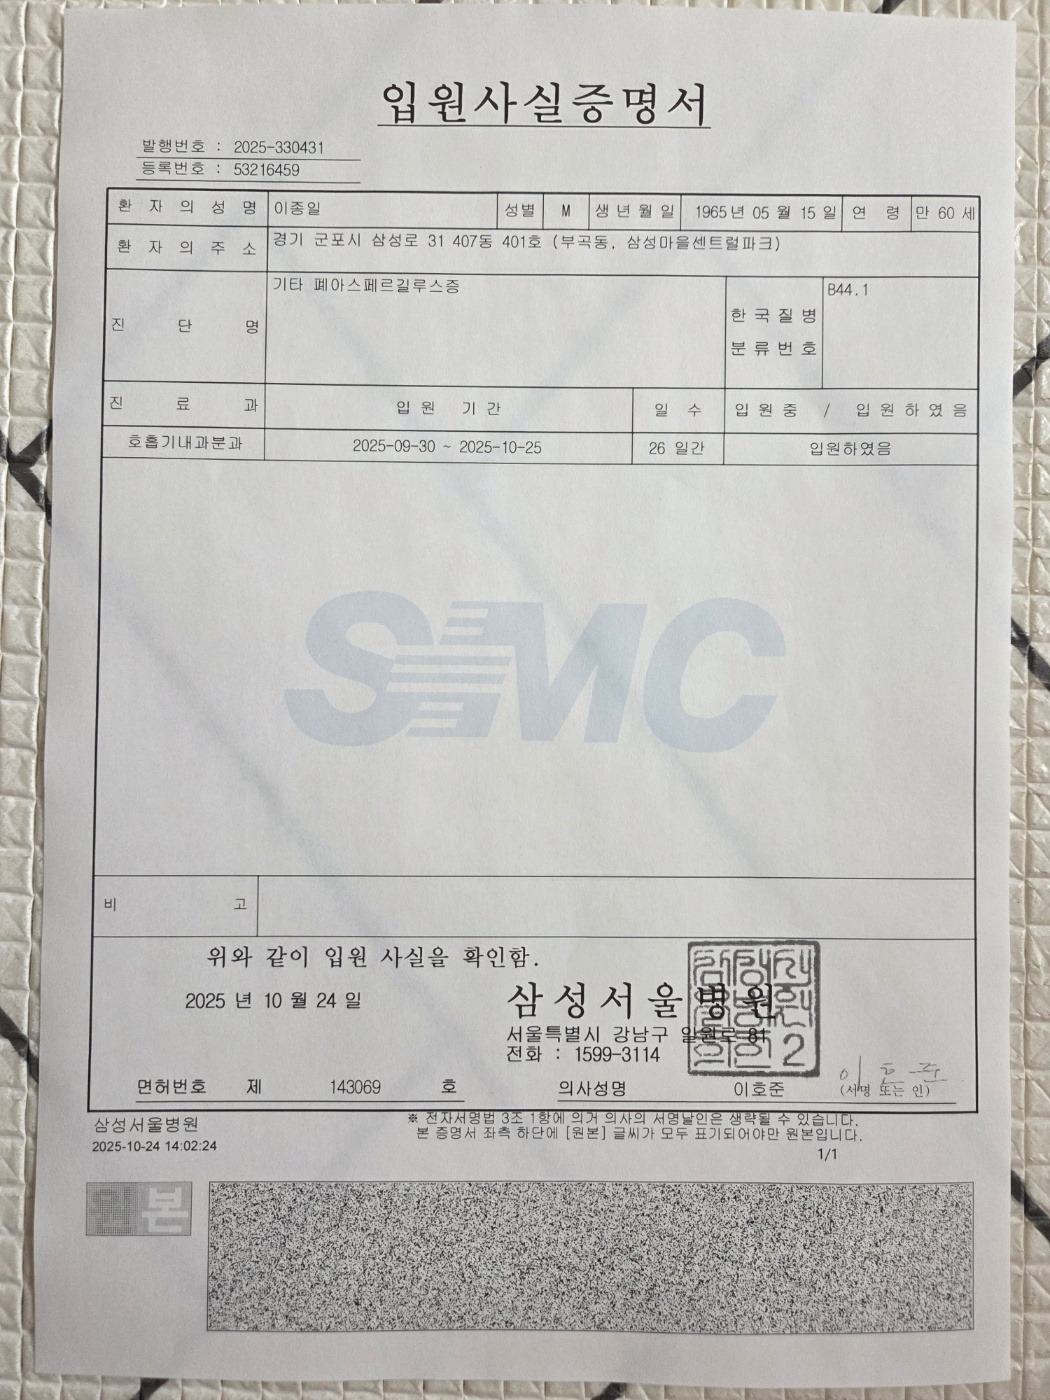 입원사실증명서
발행번호 : 2025-330431
등록번호 : 53216459
환 자 의 성 명 이종일 성별 M 생 년 월 일 1965 년 05 월 15 일 연 령 만 60 세
환 자 의 주 소 경기 군포시 삼성로 31 407동 401호 (부곡동, 삼성마을센트럴파크)
진 단 명 기타 폐아스페르길루스증 한 국 질 병 분 류 번 호 B44.1
진 료 과 입 원 기 간 일 수 입 원 중 / 입 원 하 였 음
호흡기내과분과 2025-09-30 ~ 2025-10-25 26 일간 입원하였음
SMC
비 고
위와 같이 입원 사실을 확인함.
2025 년 10 월 24 일
삼성서울병원
서울특별시 강남구 일원로 81
전화 : 1599-3114
면허번호 제 143069 호 의사성명 이호준 (서명 또는 인) 이호준
삼성서울병원
2025-10-24 14:02:24
※ 전자서명법 3조 1항에 의거 의사의 서명날인은 생략될 수 있습니다.
본 증명서 좌측 하단에 [원본] 글씨가 모두 표기되어야만 원본입니다.
1/1
원본